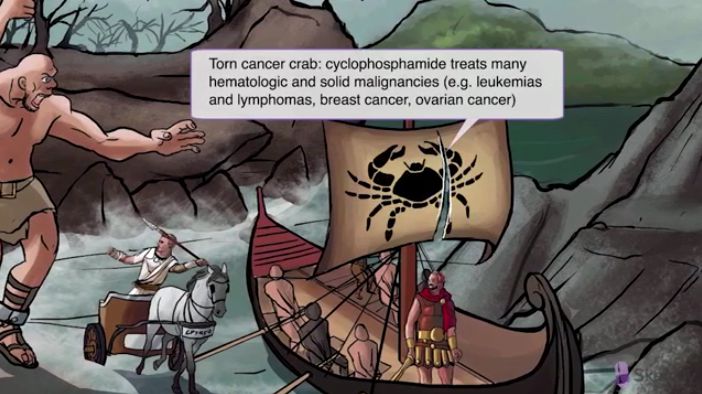 Torn cancer crab: cyclophosphamide treats many
hematologic and solid malignancies (e.g. leukemias
and lymphomas, breast cancer, ovarian cancer)